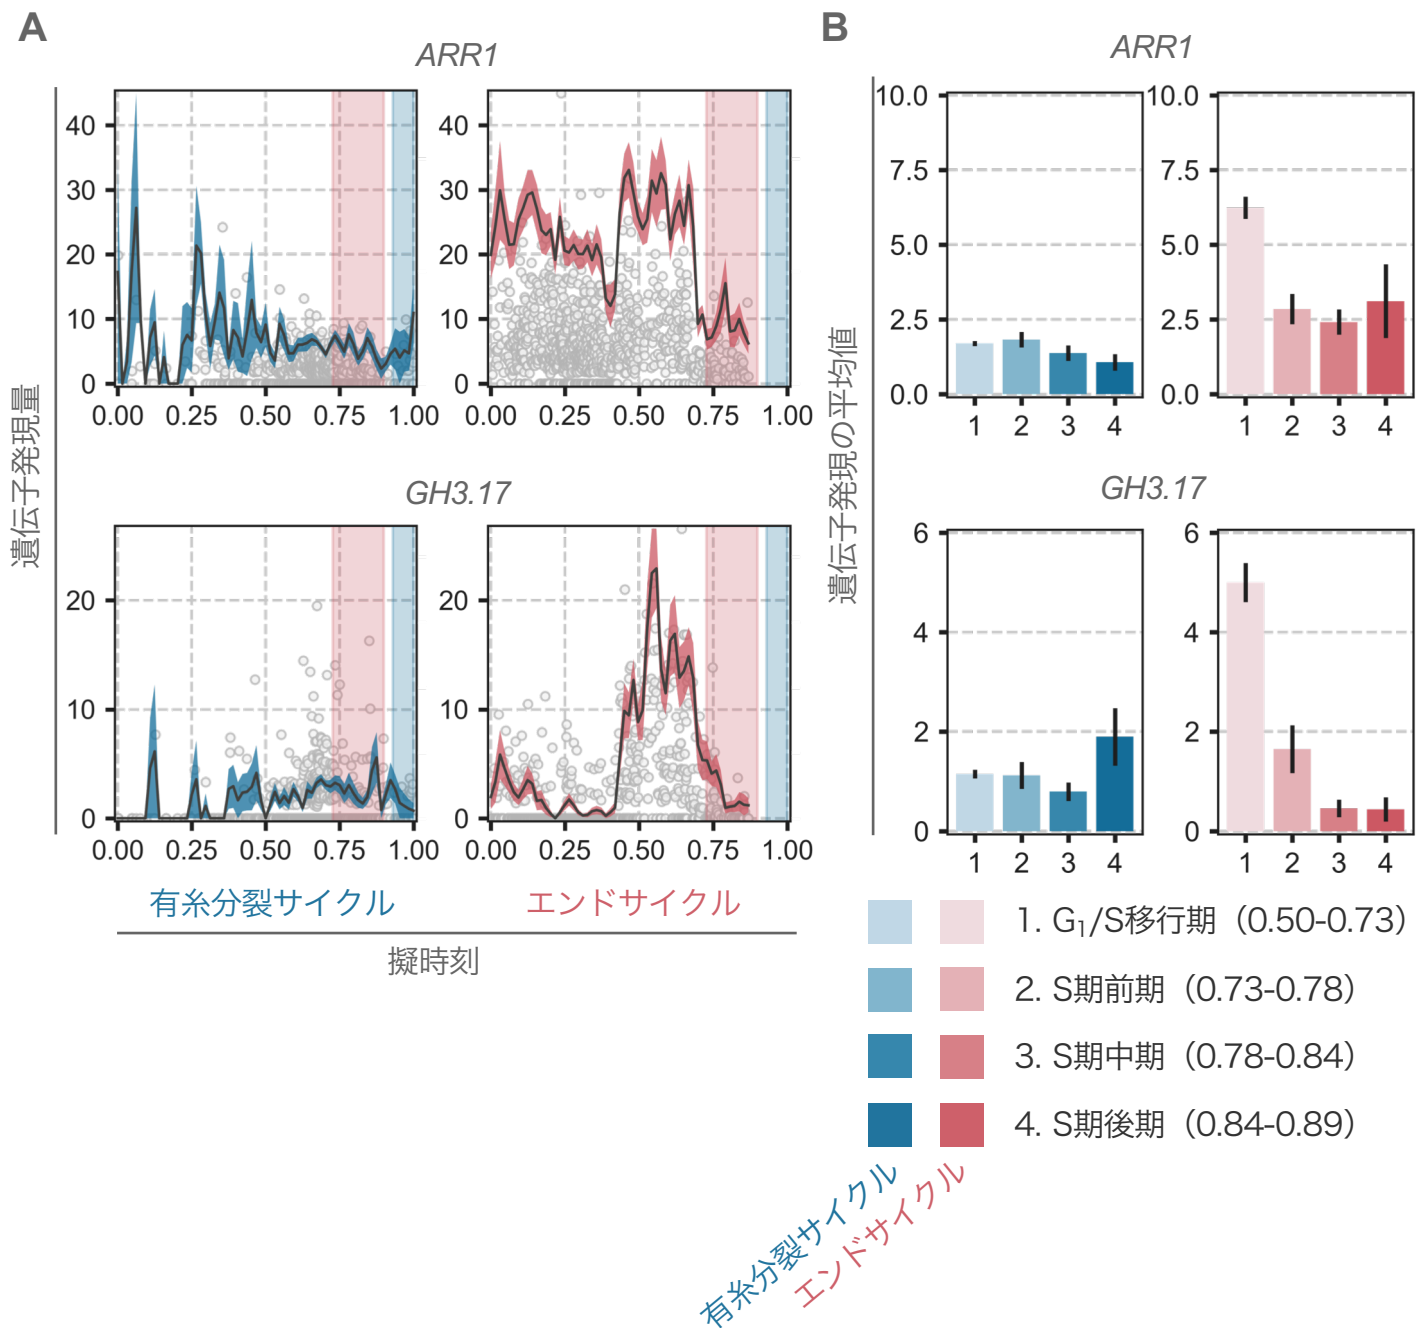 A
B
ARR1
ARR1
遺伝子発現量
遺伝子発現の平均値
40
30
20
10
0
0.00 0.25 0.50 0.75 1.00
40
30
20
10
0
0.00 0.25 0.50 0.75 1.00
10.0
7.5
5.0
2.5
0.0
1 2 3 4
10.0
7.5
5.0
2.5
0.0
1 2 3 4
GH3.17
GH3.17
20
10
0
0.00 0.25 0.50 0.75 1.00
20
10
0
0.00 0.25 0.50 0.75 1.00
6
4
2
0
1 2 3 4
6
4
2
0
1 2 3 4
有糸分裂サイクル
エンドサイクル
擬時刻
1. G₁/S移行期（0.50-0.73）
2. S期前期（0.73-0.78）
3. S期中期（0.78-0.84）
4. S期後期（0.84-0.89）
有糸分裂サイクル
エンドサイクル